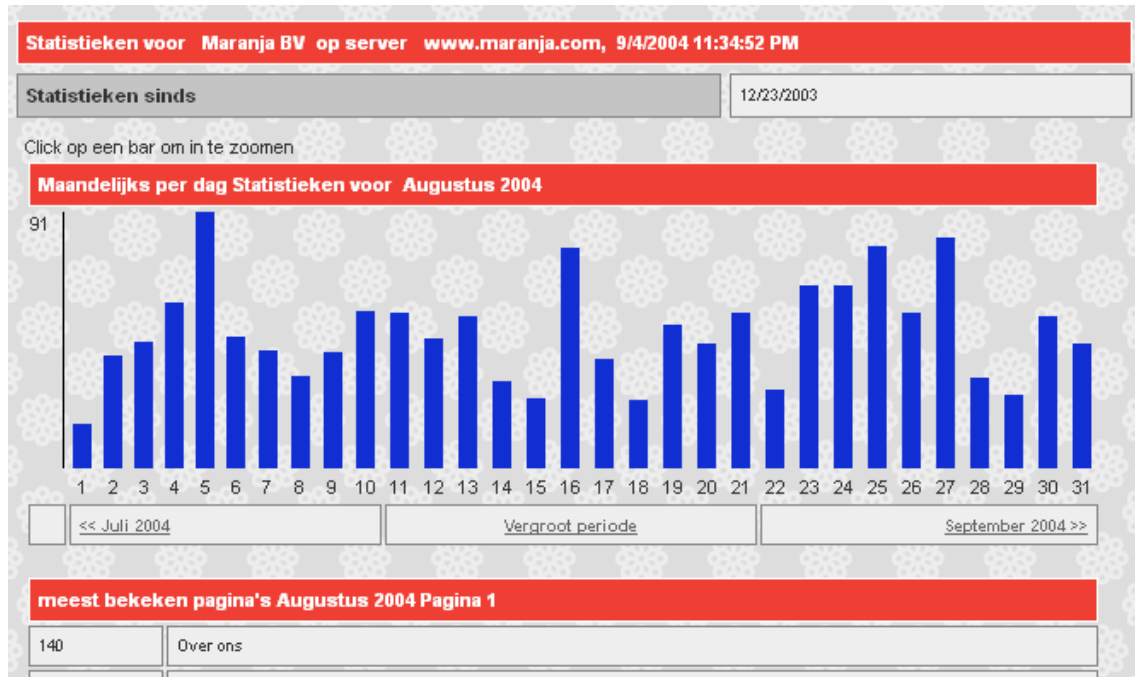 Statistieken voor Maranja BV op server www.maranja.com, 9/4/2004 11:34:52 PM
Statistieken sinds 12/23/2003
Click op een bar om in te zoomen
Maandelijks per dag Statistieken voor Augustus 2004
91
1 2 3 4 5 6 7 8 9 10 11 12 13 14 15 16 17 18 19 20 21 22 23 24 25 26 27 28 29 30 31
<< Juli 2004 Vergroot periode September 2004 >>
meest bekeken pagina's Augustus 2004 Pagina 1
140 Over ons